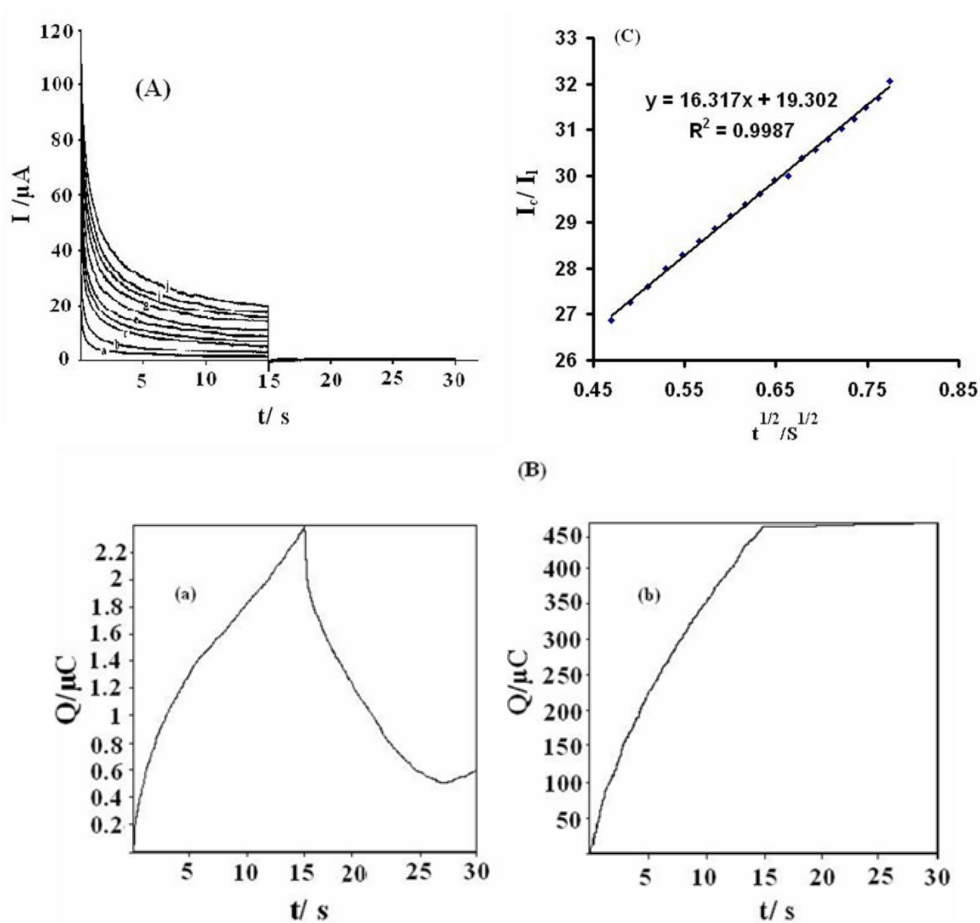 120
100
80
60
40
20
0
I /µA
(A)
j
i
g
e
c
b
a
5
10
15
20
25
30
t/ s
33
32
31
30
29
28
27
26
I_c/ I_l
(C)
y = 16.317x + 19.302
R² = 0.9987
0.45
0.55
0.65
0.75
0.85
t^1/2/S^1/2
(B)
2.2
2
1.8
1.6
1.4
1.2
1
0.8
0.6
0.4
0.2
Q/µC
(a)
5
10
15
20
25
30
t/ s
450
400
350
300
250
200
150
100
50
Q/µC
(b)
5
10
15
20
25
30
t/ s